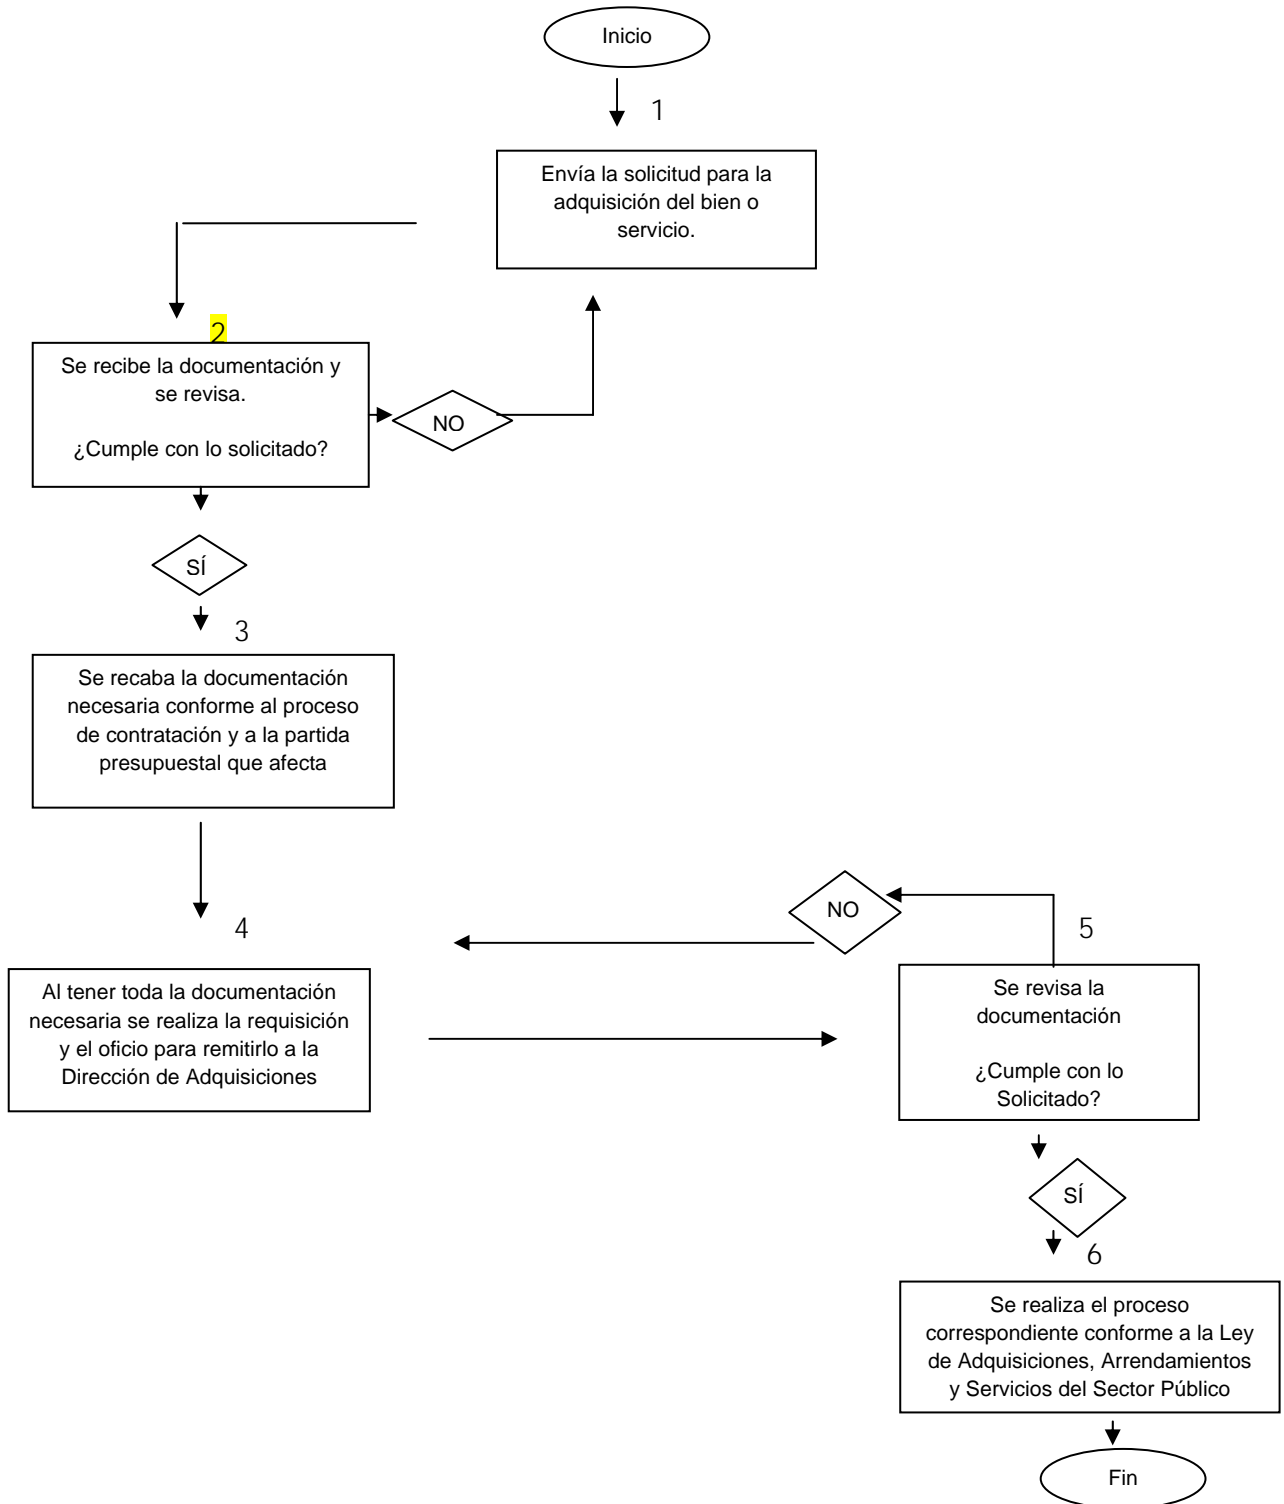 Inicio
1
Envía la solicitud para la
adquisición del bien o
servicio.
2
Se recibe la documentación y
se revisa.
¿Cumple con lo solicitado?
NO
SÍ
3
Se recaba la documentación
necesaria conforme al proceso
de contratación y a la partida
presupuestal que afecta
4
Al tener toda la documentación
necesaria se realiza la requisición
y el oficio para remitirlo a la
Dirección de Adquisiciones
NO
5
Se revisa la
documentación
¿Cumple con lo
Solicitado?
SÍ
6
Se realiza el proceso
correspondiente conforme a la Ley
de Adquisiciones, Arrendamientos
y Servicios del Sector Público
Fin